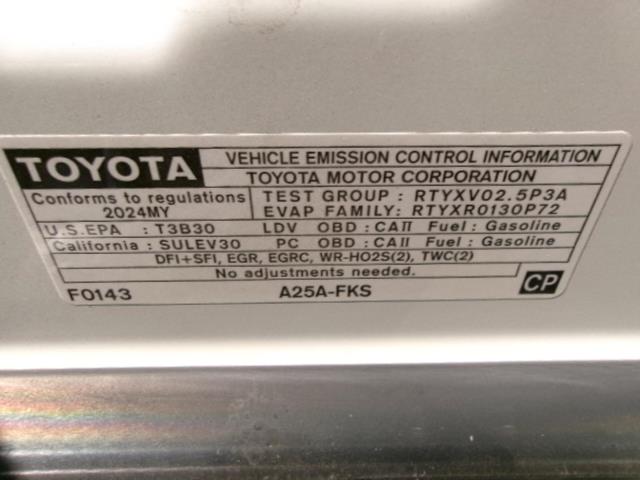 TOYOTA VEHICLE EMISSION CONTROL INFORMATION
TOYOTA MOTOR CORPORATION
Conforms to regulations
2024MY
TEST GROUP : RTYXV02.5P3A
EVAP FAMILY: RTYXR0130P72
U.S.EPA : T3B30 LDV OBD : CAII Fuel : Gasoline
California : SULEV30 PC OBD : CAII Fuel : Gasoline
DFI+SFI, EGR, EGRC, WR-HO2S(2), TWC(2)
No adjustments needed.
F0143 A25A-FKS CP